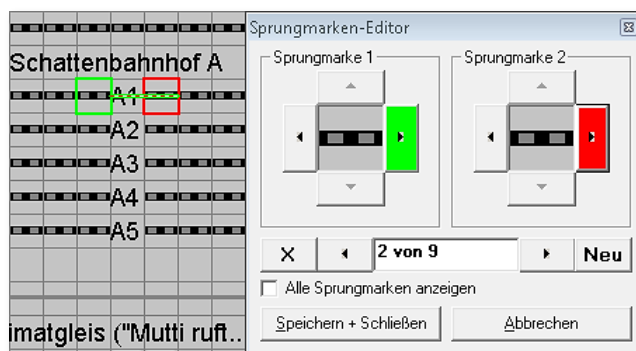 Schattenbahnhof A
A1
A2
A3
A4
A5
imatgleis ("Mutti ruft..
Sprungmarken-Editor
Sprungmarke 1
Sprungmarke 2
X
2 von 9
Neu
Alle Sprungmarken anzeigen
Speichern + Schließen
Abbrechen